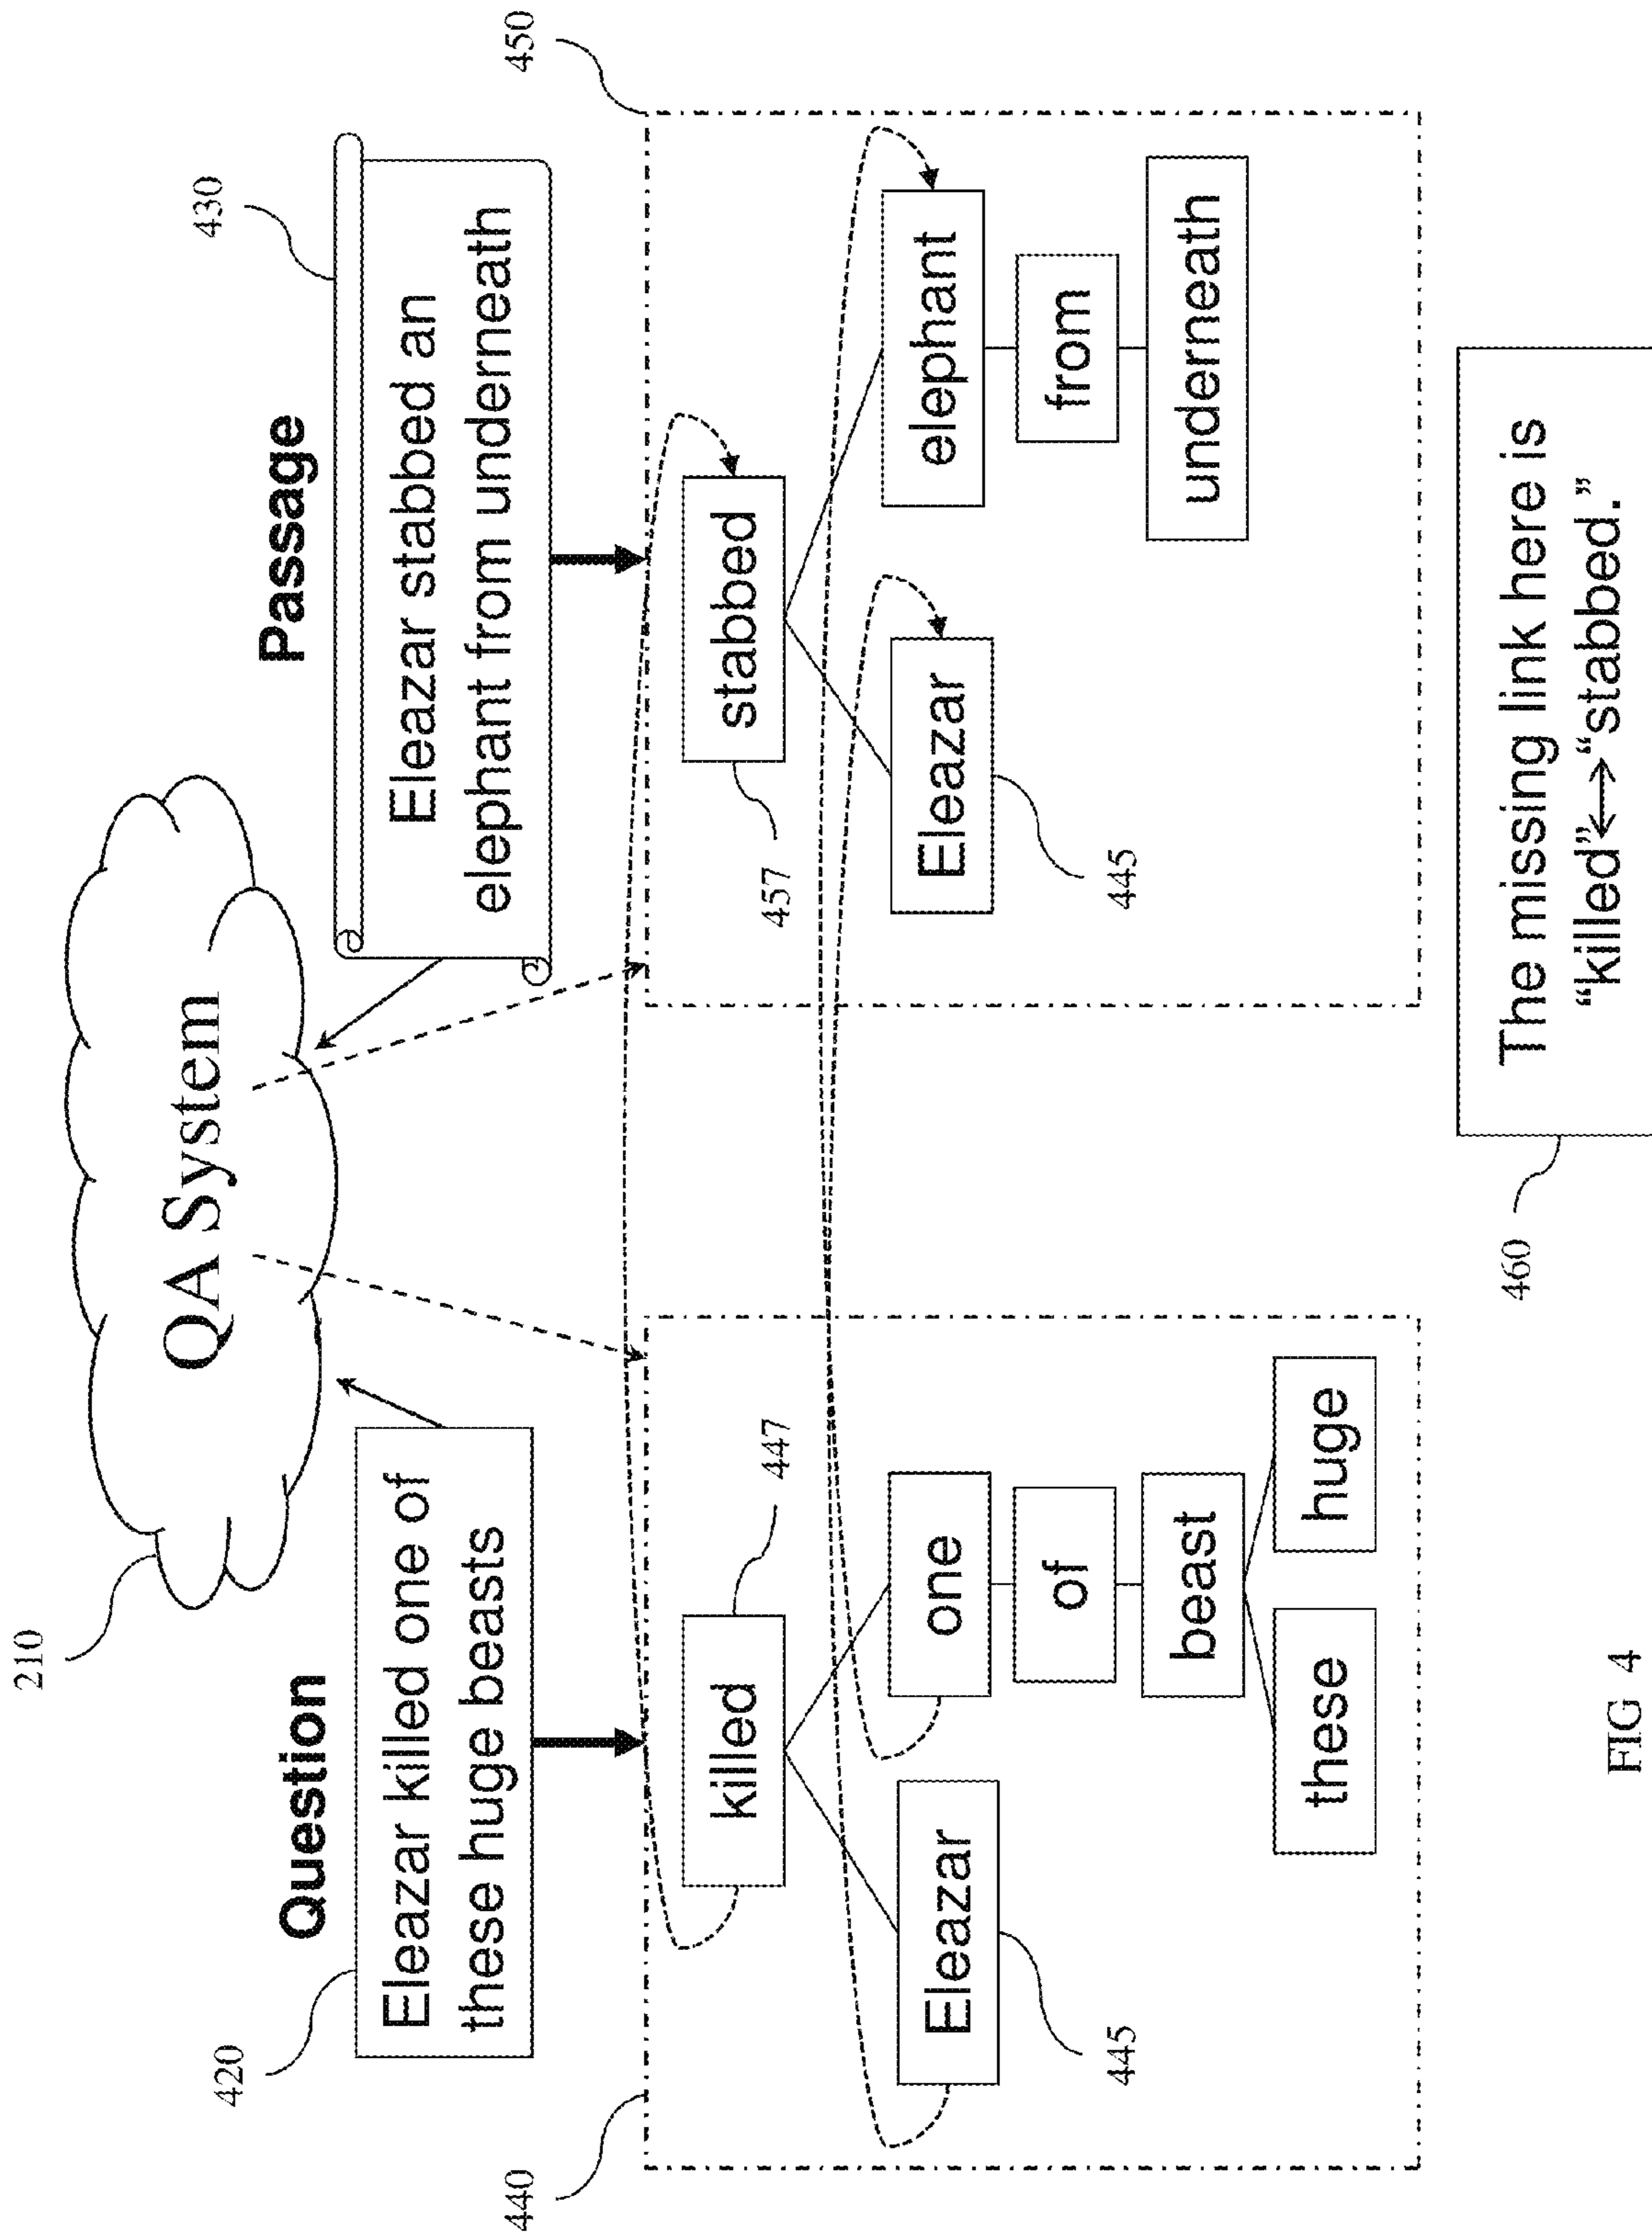 210
QA System
Question
Passage
420
Eleazar killed one of
these huge beasts
430
Eleazar stabbed an
elephant from underneath
440
450
killed
447
Eleazar
445
one
of
beast
these
huge
stabbed
457
Eleazar
445
elephant
from
underneath
460
The missing link here is
“killed”↔“stabbed.”
FIG 4